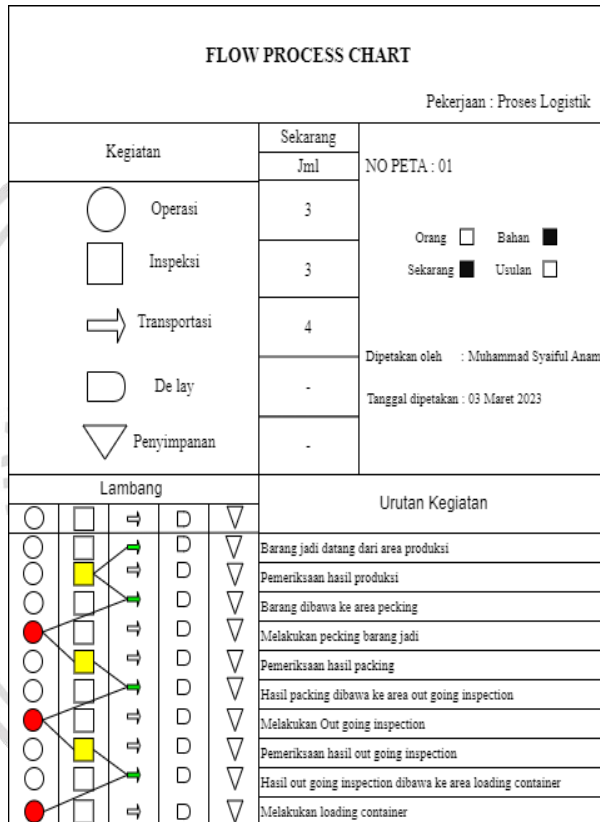 FLOW PROCESS CHART
Pekerjaan : Proses Logistik
Kegiatan
Sekarang
Jml
NO PETA : 01
Operasi
3
Inspeksi
3
Transportasi
4
De lay
-
Penyimpanan
-
Orang Bahan
Sekarang Usulan
Dipetakan oleh : Muhammad Syaiful Anam
Tanggal dipetakan : 03 Maret 2023
Lambang
Urutan Kegiatan
Barang jadi datang dari area produksi
Pemeriksaan hasil produksi
Barang dibawa ke area pecking
Melakukan pecking barang jadi
Pemeriksaan hasil packing
Hasil packing dibawa ke area out going inspection
Melakukan Out going inspection
Pemeriksaan hasil out going inspection
Hasil out going inspection dibawa ke area loading container
Melakukan loading container